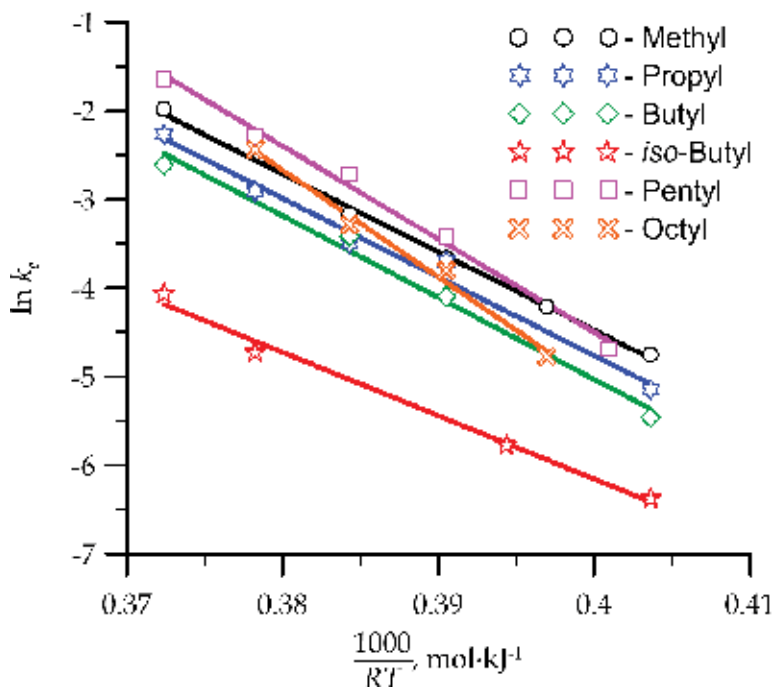 -1
-2
-3
-4
-5
-6
-7
ln kₑ
- Methyl
- Propyl
- Butyl
- iso-Butyl
- Pentyl
- Octyl
0.37
0.38
0.39
0.4
0.41
1000
RT
, mol·kJ⁻¹